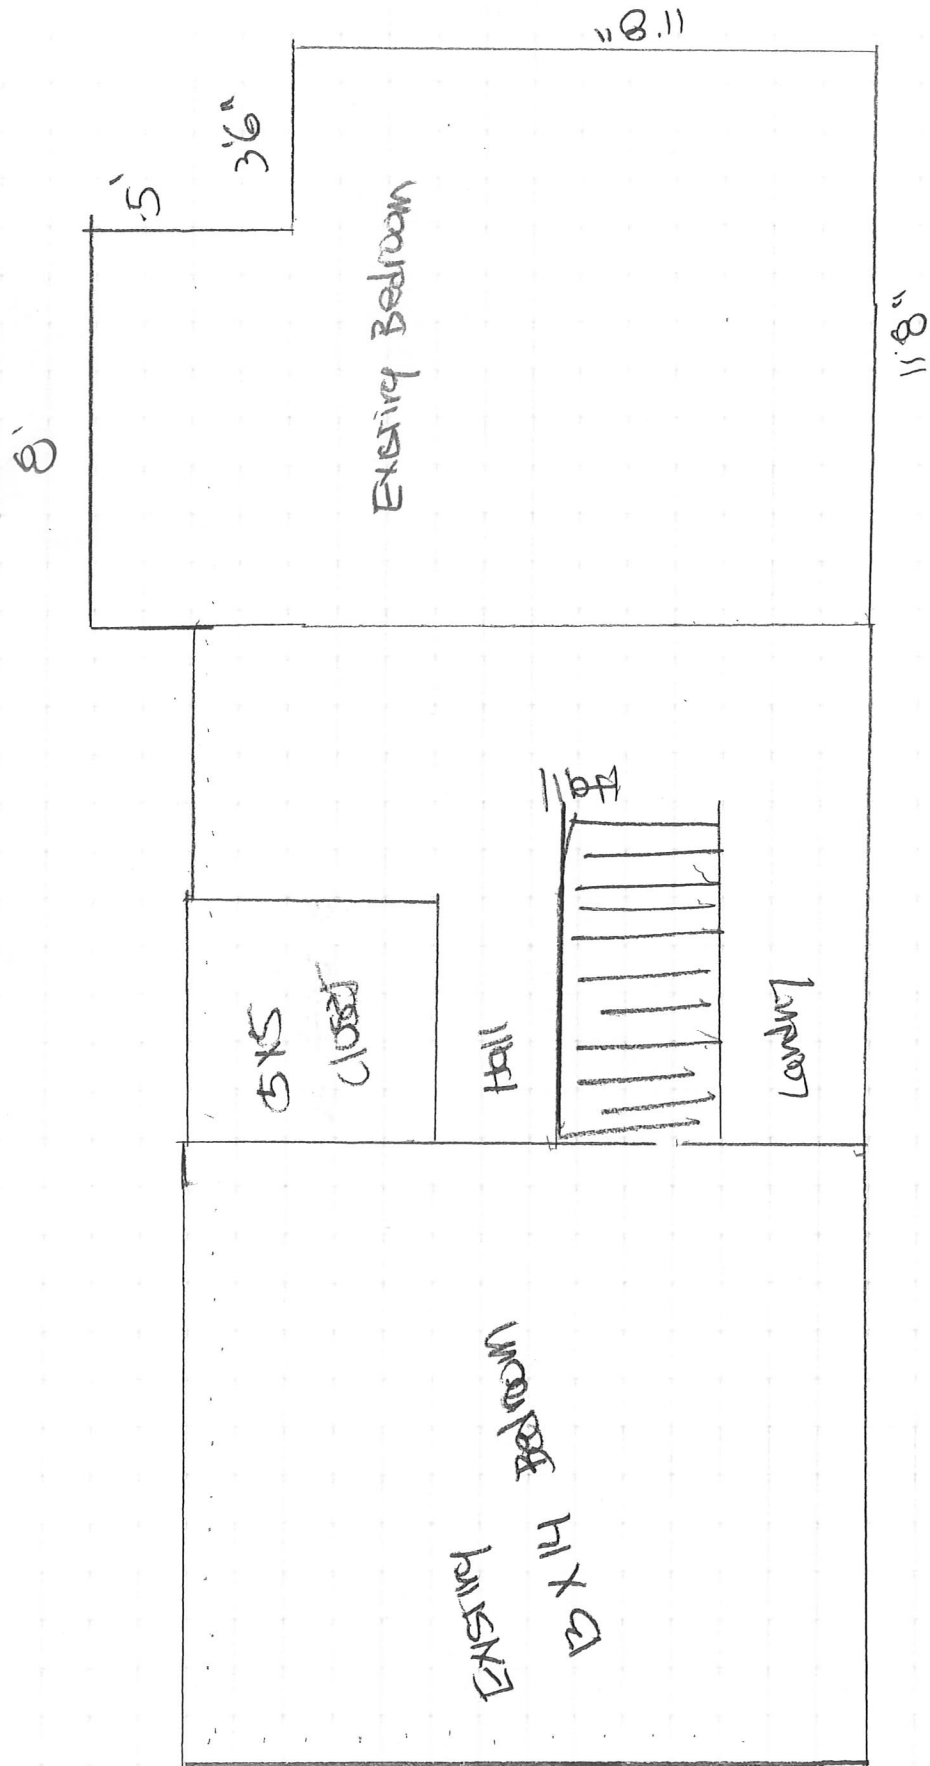 8'
5'
3'6"
11'8"
Existing Bedroom
11'8"
5x5
Closet
Hall
Landing
Existing
13 x 14 Bedroom